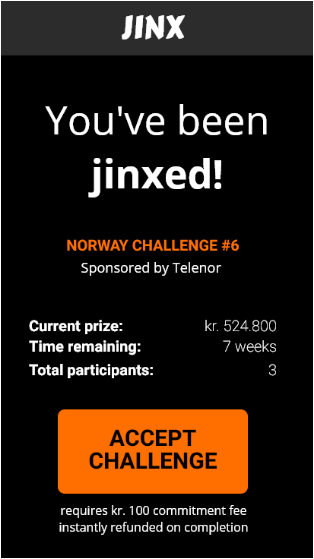 JINX
You've been
jinxed!
NORWAY CHALLENGE #6
Sponsored by Telenor
Current prize: kr. 524.800
Time remaining: 7 weeks
Total participants: 3
ACCEPT
CHALLENGE
requires kr. 100 commitment fee
instantly refunded on completion